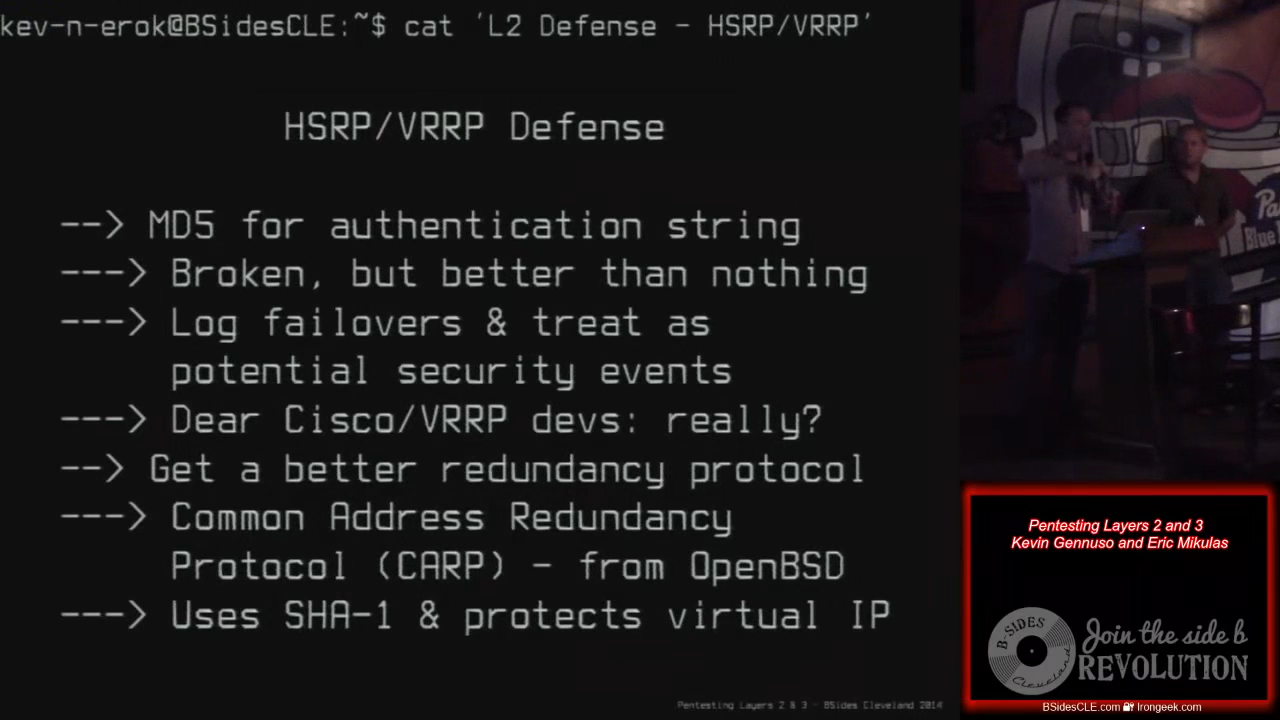 kev-n-erok@BSidesCLE:~$ cat 'L2 Defense - HSRP/VRRP'
HSRP/VRRP Defense
--> MD5 for authentication string
---> Broken, but better than nothing
---> Log failovers & treat as
potential security events
---> Dear Cisco/VRRP devs: really?
--> Get a better redundancy protocol
---> Common Address Redundancy
Protocol (CARP) - from OpenBSD
---> Uses SHA-1 & protects virtual IP
Pentesting Layers 2 & 3 - BSides Cleveland 2014
Blue
Pentesting Layers 2 and 3
Kevin Gennuso and Eric Mikulas
B-SIDES
Cleveland
Join the side b
REVOLUTION
BSidesCLE.com Irongeek.com